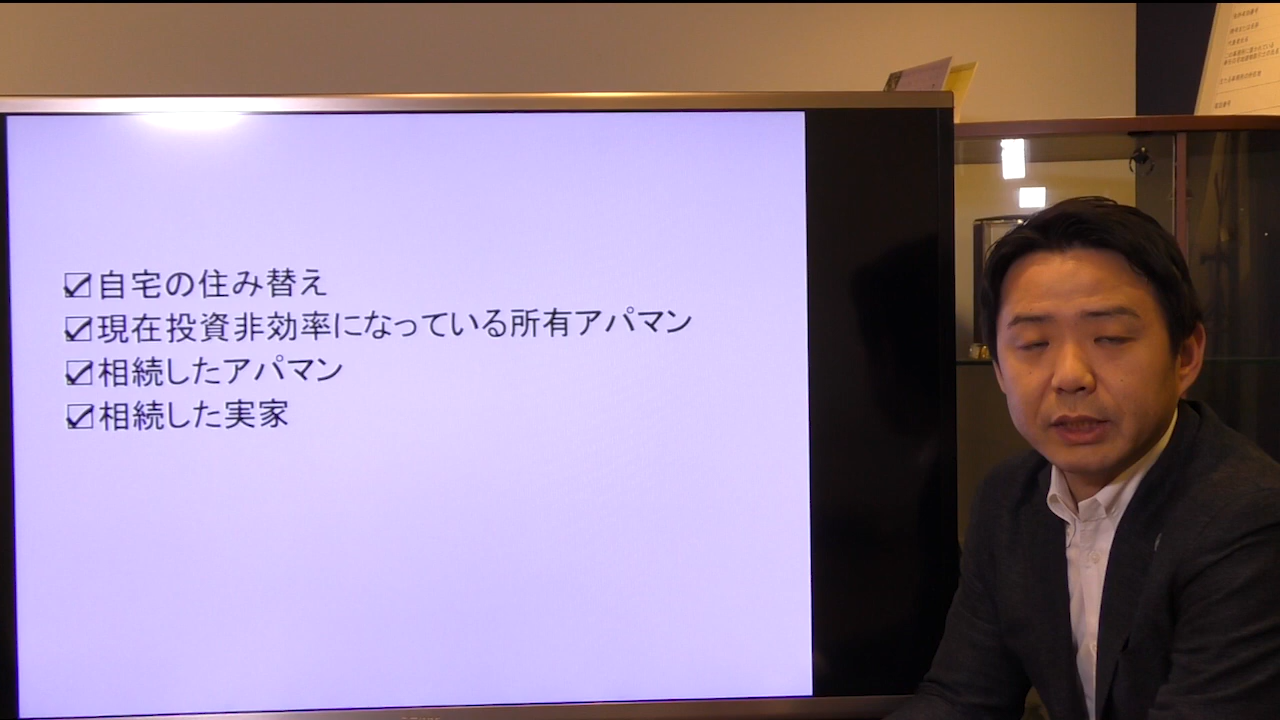 ☑自宅の住み替え
☑現在投資非効率になっている所有アパマン
☑相続したアパマン
☑相続した実家